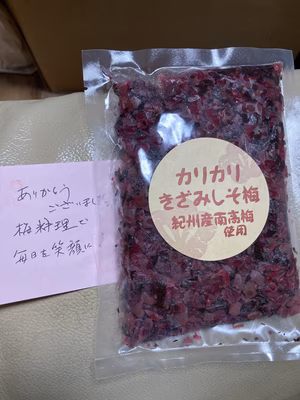 ありがとう
ございまし
梅料理で
毎日を笑顔に
カリカリ
きざみしそ梅
紀州産南高梅
使用